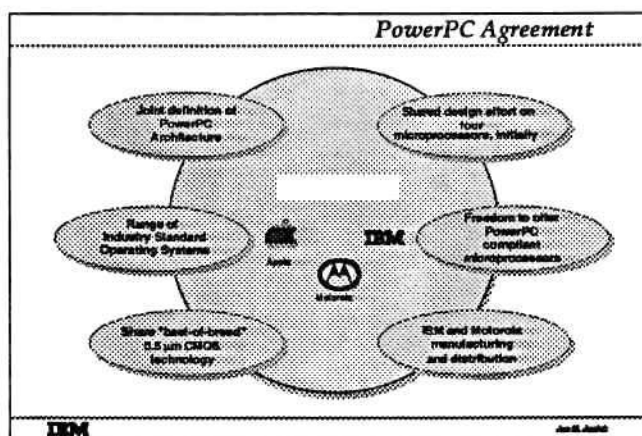 PowerPC Agreement
Joint definition of
PowerPC
Architecture
Shared design effort on
four
microprocessors, initially
Range of
Industry Standard
Operating Systems
Apple
IBM
Motorola
Freedom to offer
PowerPC
compliant
microprocessors
Share "best-of-breed"
0.5 µm CMOS
technology
IBM and Motorola
manufacturing
and distribution
IBM